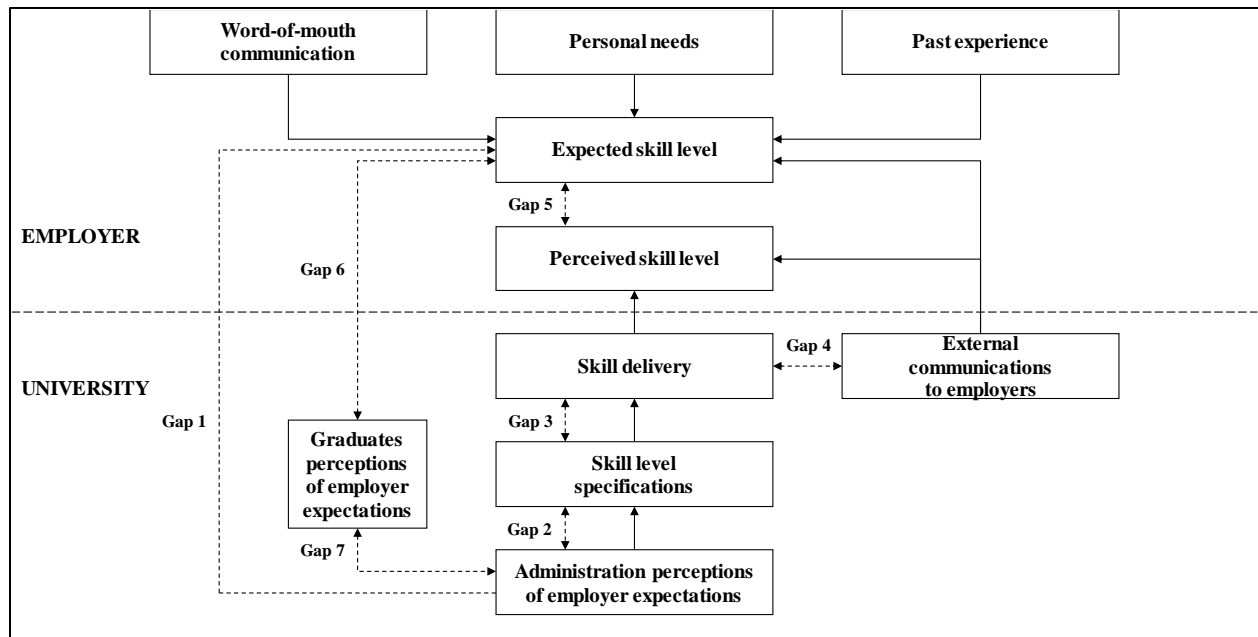 Word-of-mouth
communication
Personal needs
Past experience
Expected skill level
Gap 5
EMPLOYER
Perceived skill level
Gap 6
Skill delivery
Gap 4
External
communications
to employers
UNIVERSITY
Gap 1
Gap 3
Graduates
perceptions
of employer
expectations
Skill level
specifications
Gap 2
Gap 7
Administration perceptions
of employer expectations